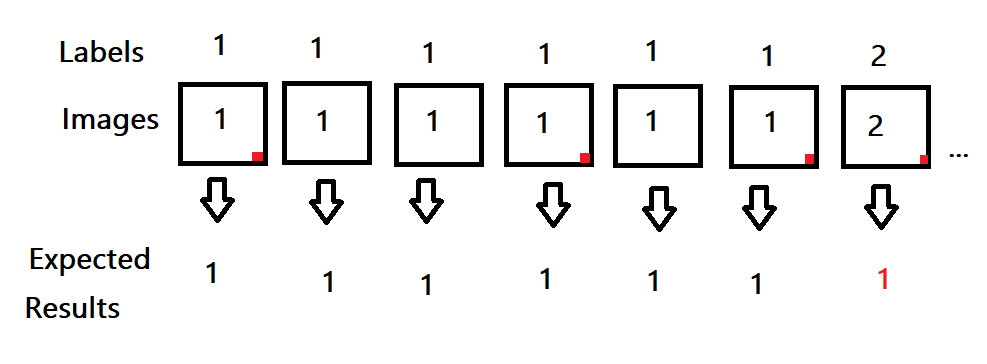 Labels 1 1 1 1 1 1 2
Images 1 1 1 1 1 1 2 ...
Expected
Results 1 1 1 1 1 1 1